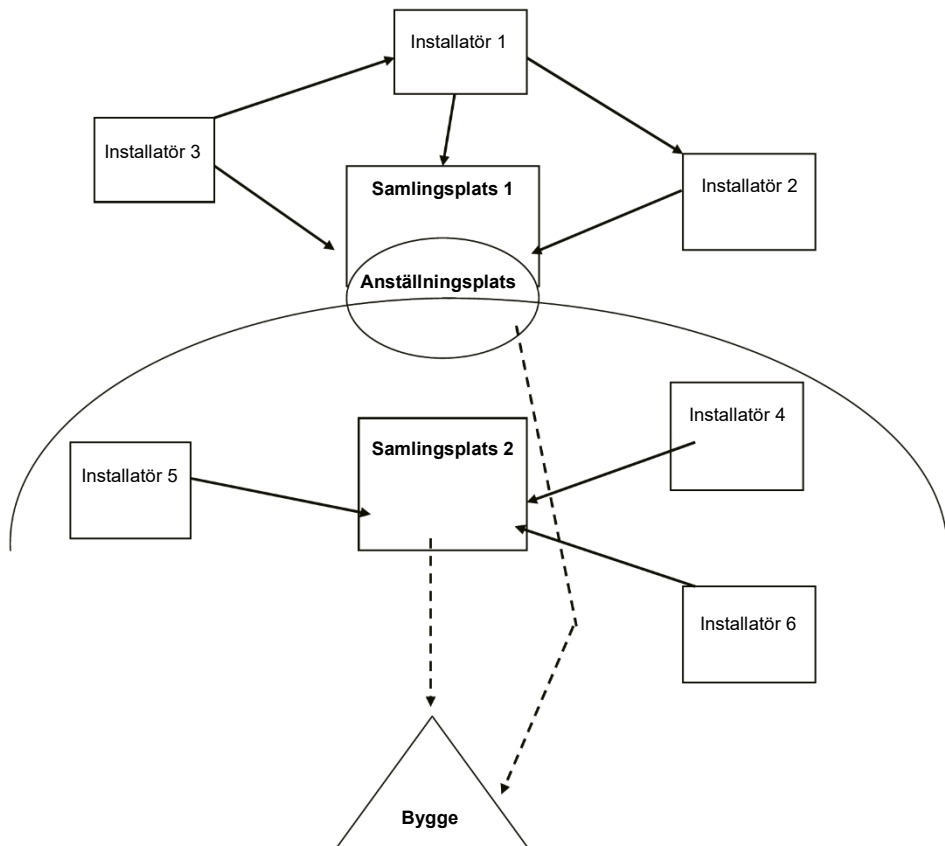 Installatör 1
Installatör 3
Installatör 2
Samlingsplats 1
Anställningsplats
Installatör 4
Samlingsplats 2
Installatör 5
Installatör 6
Bygge